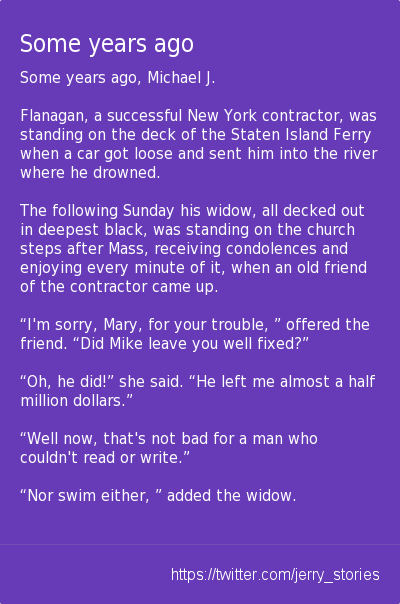 Some years ago
Some years ago, Michael J.
Flanagan, a successful New York contractor, was
standing on the deck of the Staten Island Ferry
when a car got loose and sent him into the river
where he drowned.
The following Sunday his widow, all decked out
in deepest black, was standing on the church
steps after Mass, receiving condolences and
enjoying every minute of it, when an old friend
of the contractor came up.
“I'm sorry, Mary, for your trouble, ” offered the
friend. “Did Mike leave you well fixed?”
“Oh, he did!” she said. “He left me almost a half
million dollars.”
“Well now, that's not bad for a man who
couldn't read or write.”
“Nor swim either, ” added the widow.
https://twitter.com/jerry_stories